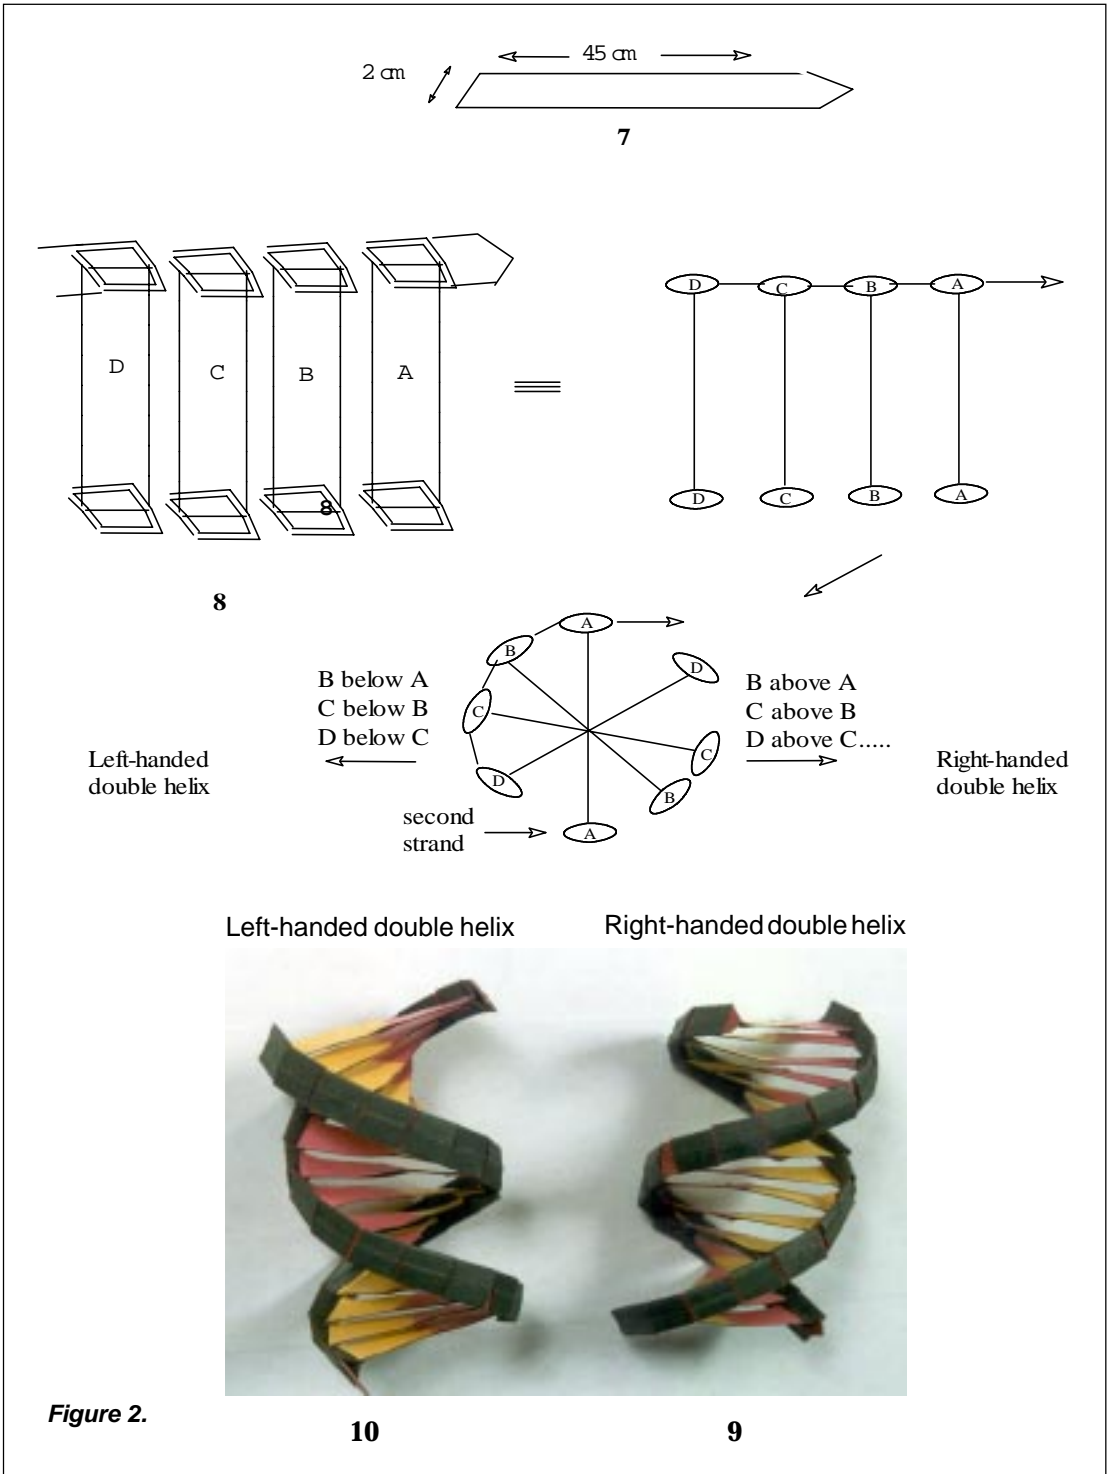 45 cm
2 cm
7
D C B A
D C B A
8
D C B A
8
A
B
D
C
C
D
B
A
B below A
C below B
D below C
B above A
C above B
D above C.....
Left-handed
double helix
Right-handed
double helix
second
strand
Left-handed double helix
Right-handed double helix
Figure 2.
10
9